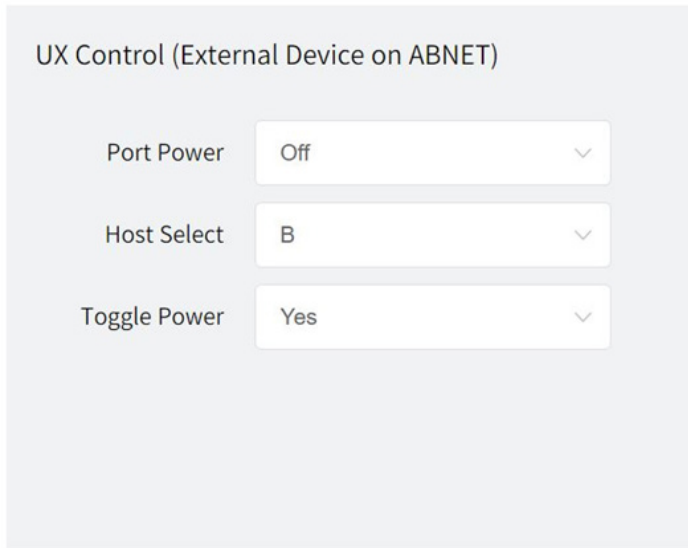 UX Control (External Device on ABNET)
Port Power Off
Host Select B
Toggle Power Yes